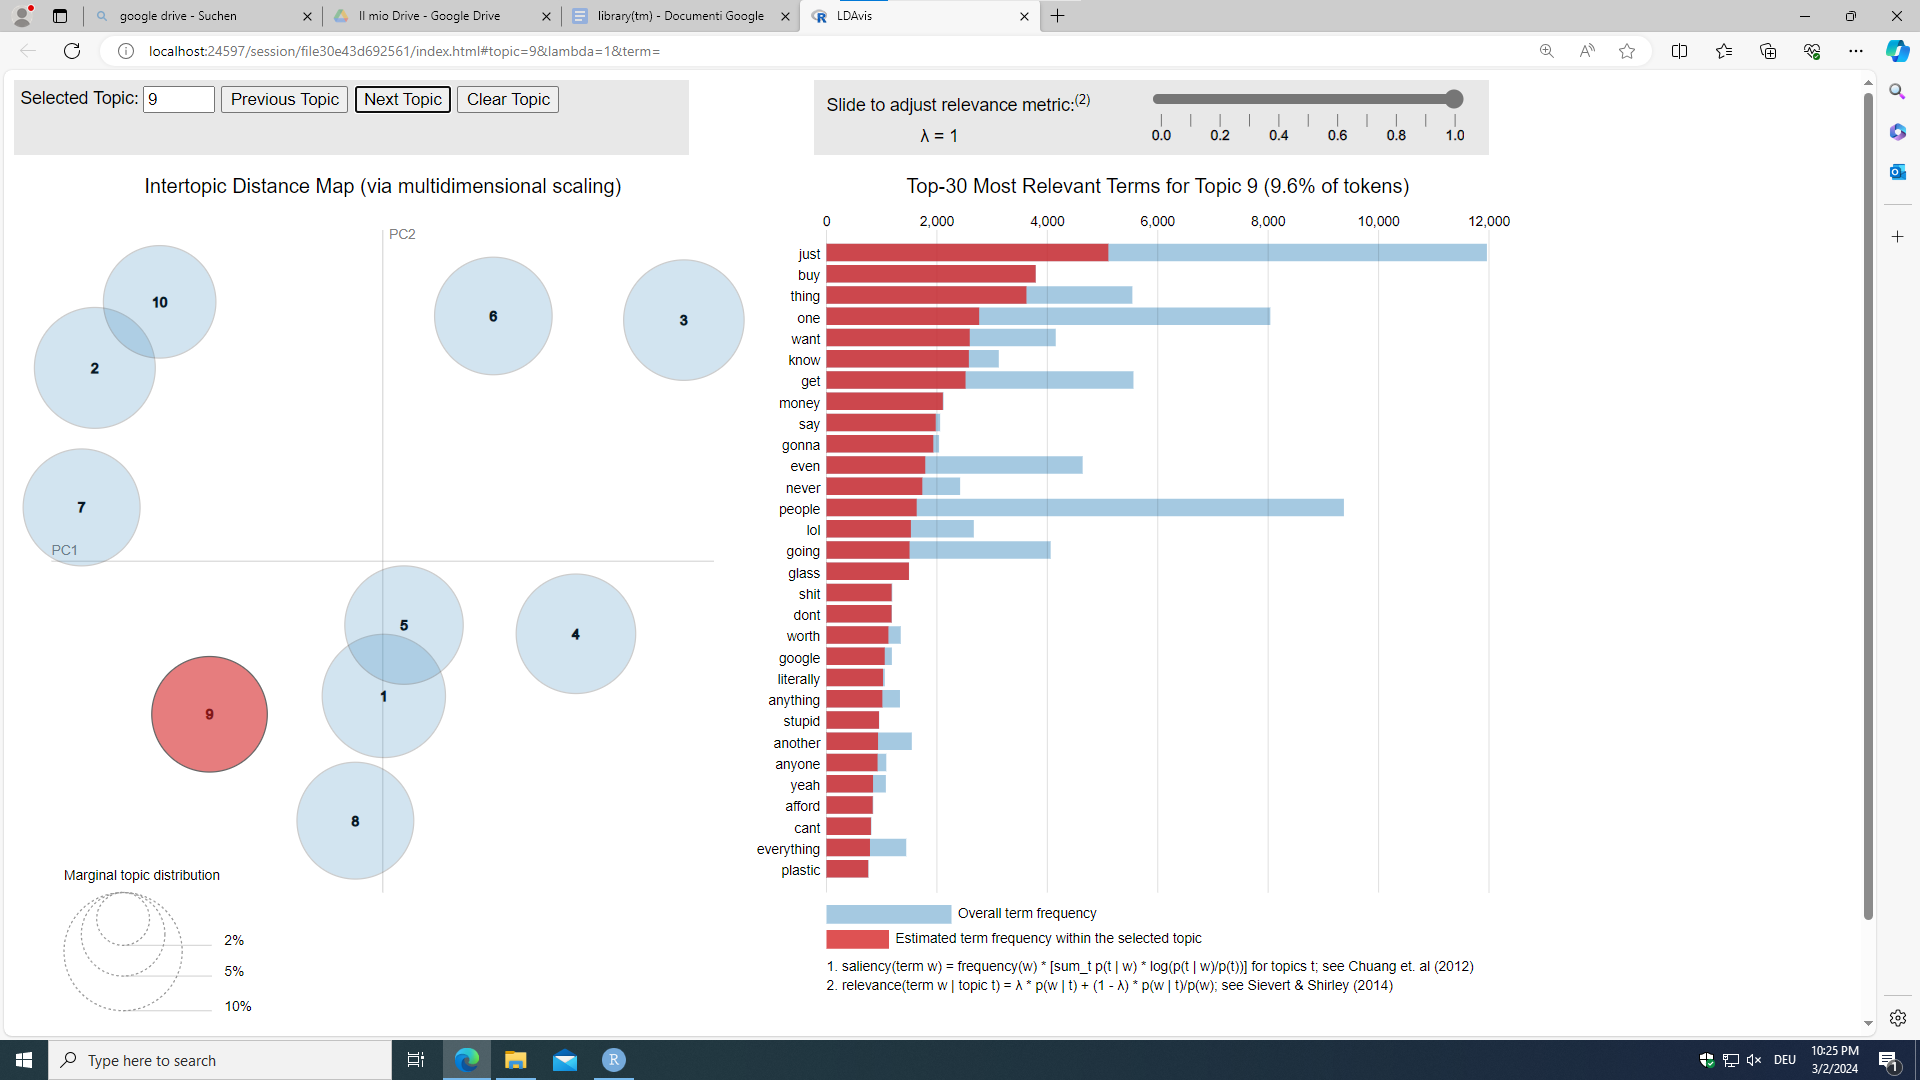 google drive - Suchen
Il mio Drive - Google Drive
library(tm) - Documenti Google
LDAvis
localhost:24597/session/file30e43d692561/index.html#topic=9&lambda=1&term=
Selected Topic: 9 Previous Topic Next Topic Clear Topic
Slide to adjust relevance metric:(2)
λ = 1
0.0 0.2 0.4 0.6 0.8 1.0
Intertopic Distance Map (via multidimensional scaling)
PC2
PC1
10
2
7
6
3
5
4
1
9
8
Marginal topic distribution
2%
5%
10%
Top-30 Most Relevant Terms for Topic 9 (9.6% of tokens)
0 2,000 4,000 6,000 8,000 10,000 12,000
just
buy
thing
one
want
know
get
money
say
gonna
even
never
people
lol
going
glass
shit
dont
worth
google
literally
anything
stupid
another
anyone
yeah
afford
cant
everything
plastic
Overall term frequency
Estimated term frequency within the selected topic
1. saliency(term w) = frequency(w) * [sum_t p(t | w) * log(p(t | w)/p(t))] for topics t; see Chuang et. al (2012)
2. relevance(term w | topic t) = λ * p(w | t) + (1 - λ) * p(w | t)/p(w); see Sievert & Shirley (2014)
Type here to search
R
DEU
10:25 PM
3/2/2024
1